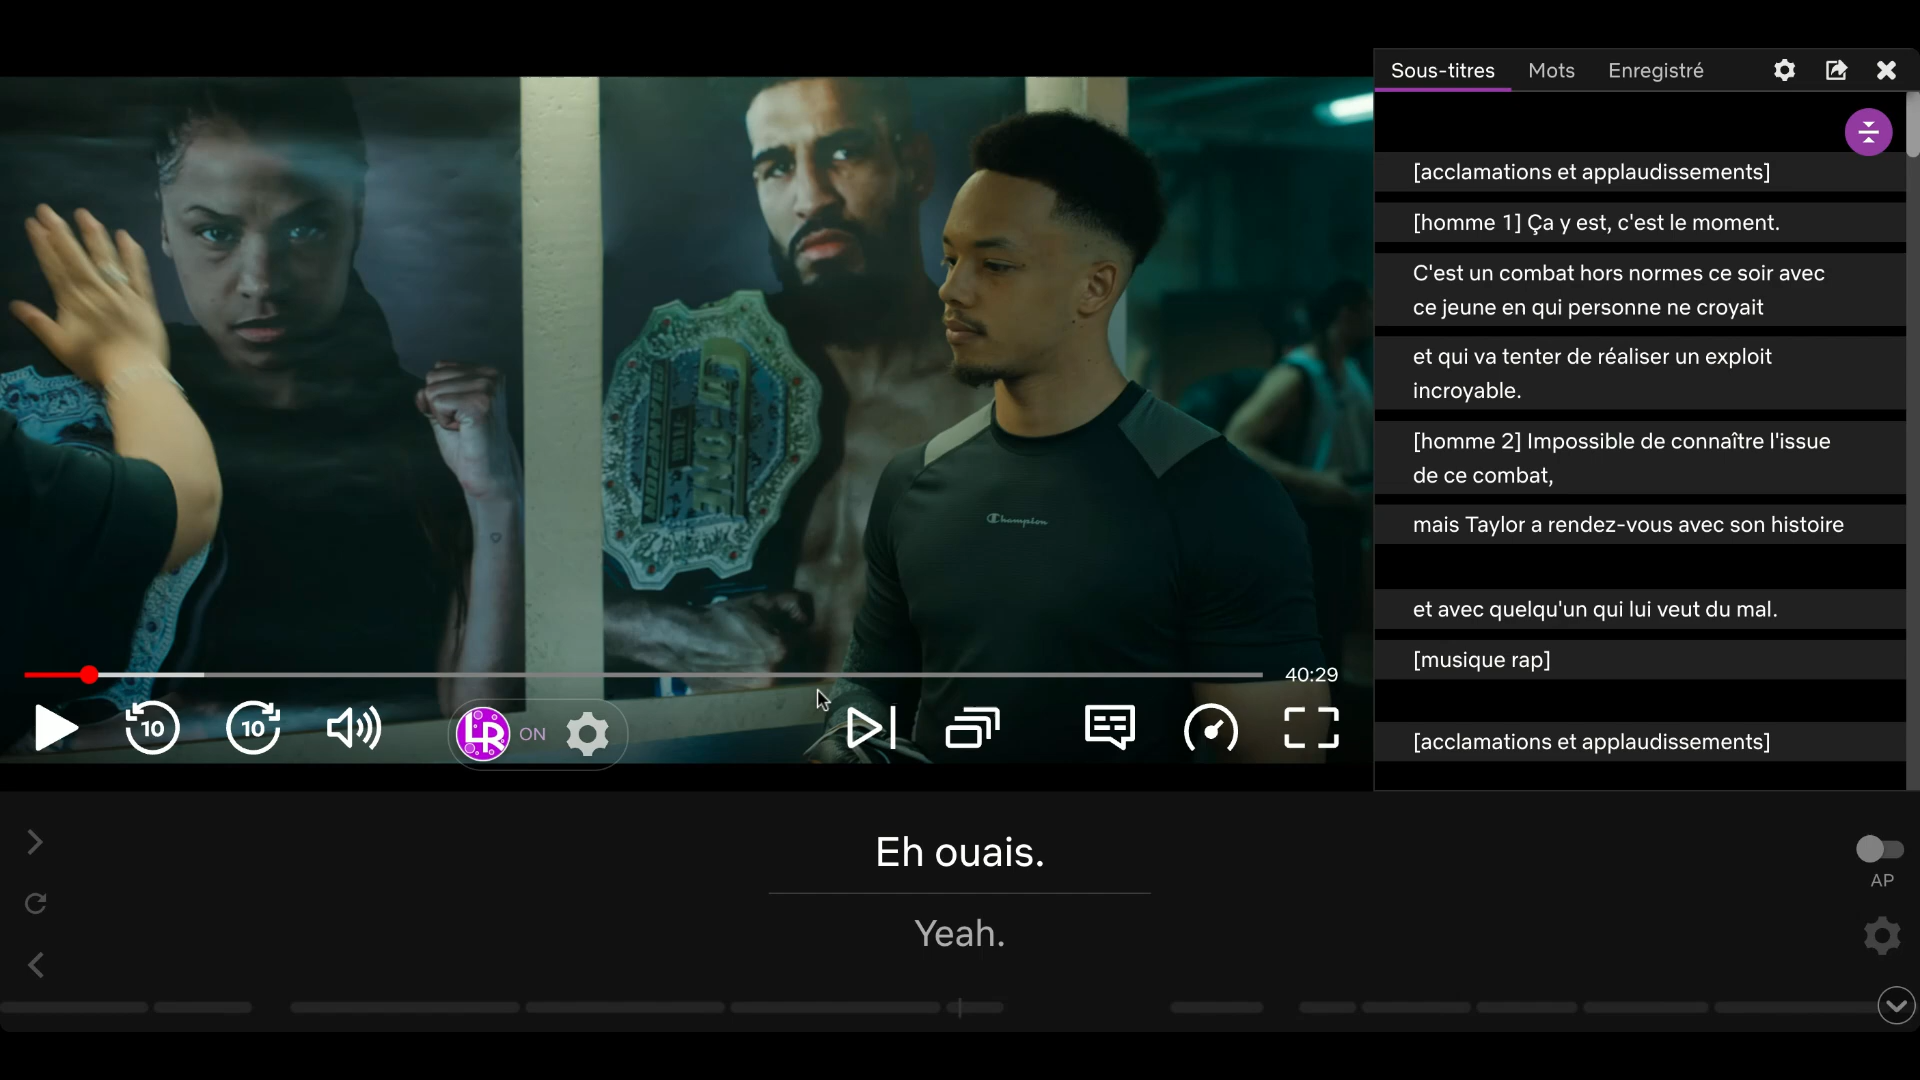 Sous-titres Mots Enregistré
[acclamations et applaudissements]
[homme 1] Ça y est, c'est le moment.
C'est un combat hors normes ce soir avec
ce jeune en qui personne ne croyait
et qui va tenter de réaliser un exploit
incroyable.
[homme 2] Impossible de connaître l'issue
de ce combat,
mais Taylor a rendez-vous avec son histoire
et avec quelqu'un qui lui veut du mal.
[musique rap]
[acclamations et applaudissements]
Champion
40:29
10
10
LR ON
Eh ouais.
Yeah.
AP